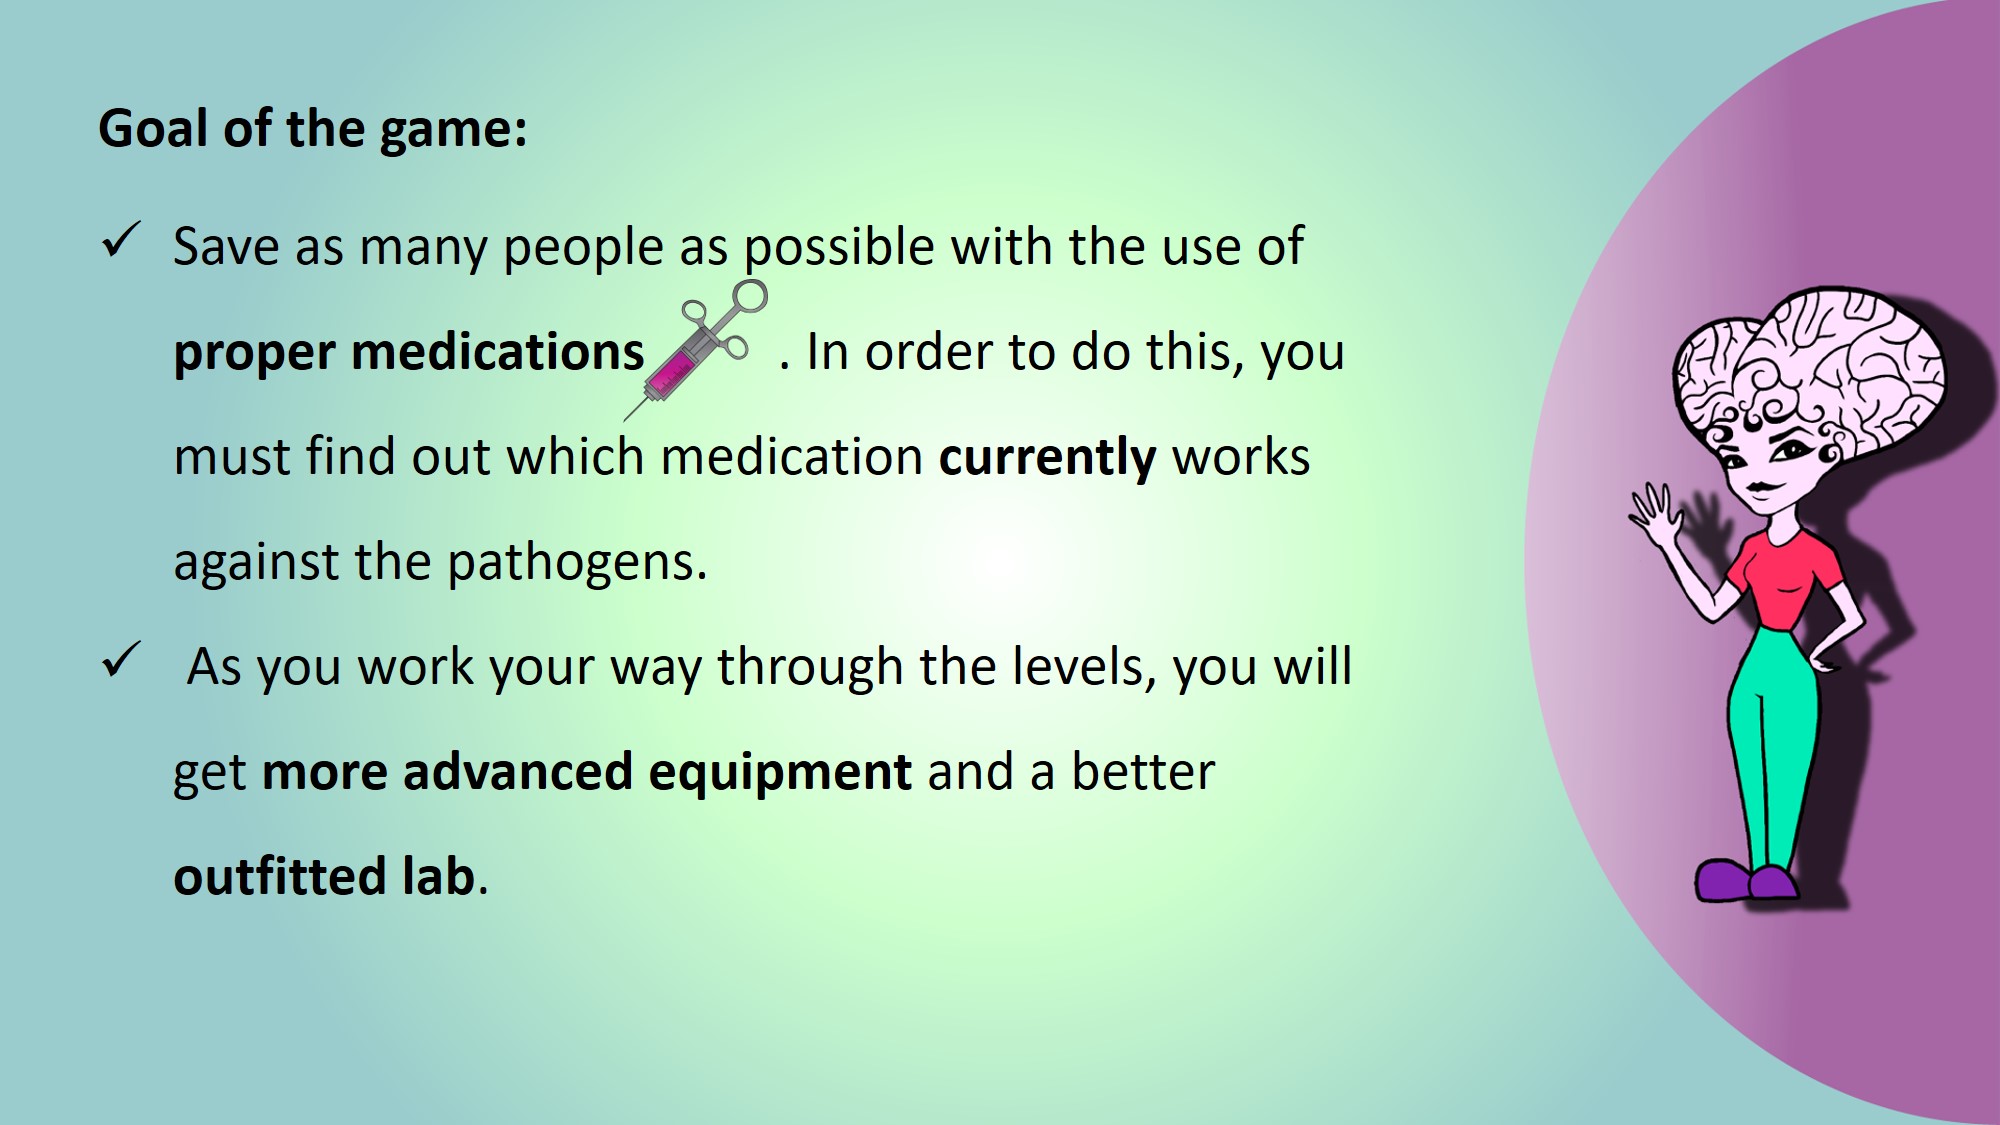 Goal of the game:
✓ Save as many people as possible with the use of
proper medications . In order to do this, you
must find out which medication currently works
against the pathogens.
✓ As you work your way through the levels, you will
get more advanced equipment and a better
outfitted lab.